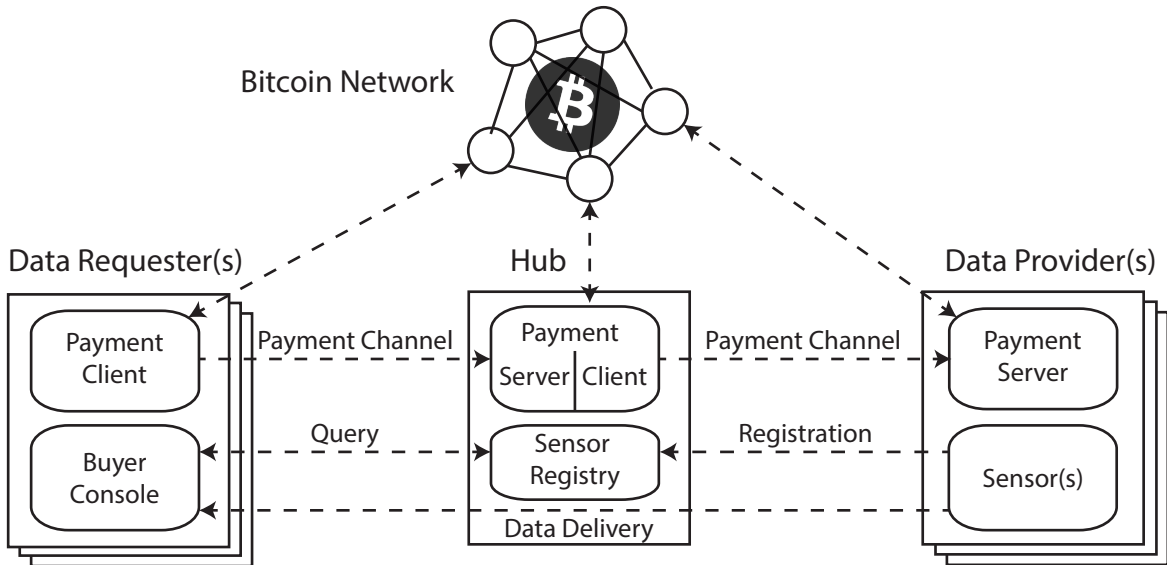 Bitcoin Network
Data Requester(s)
Hub
Data Provider(s)
Payment
Client
Payment Channel
Payment
Server
Client
Payment Channel
Payment
Server
Buyer
Console
Query
Sensor
Registry
Registration
Sensor(s)
Data Delivery